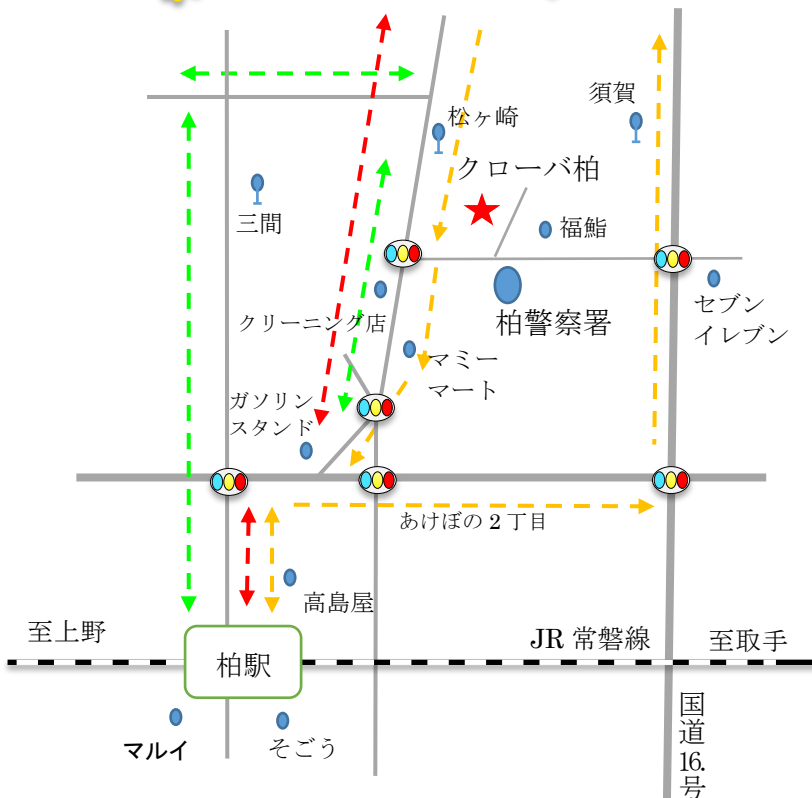 須賀
松ヶ崎
クローバ柏
三間
福鮨
セブン
イレブン
柏警察署
クリーニング店
マミー
マート
ガソリン
スタンド
あけぼの 2 丁目
高島屋
至上野
JR 常磐線
至取手
柏駅
国道16.号
マルイ
そごう